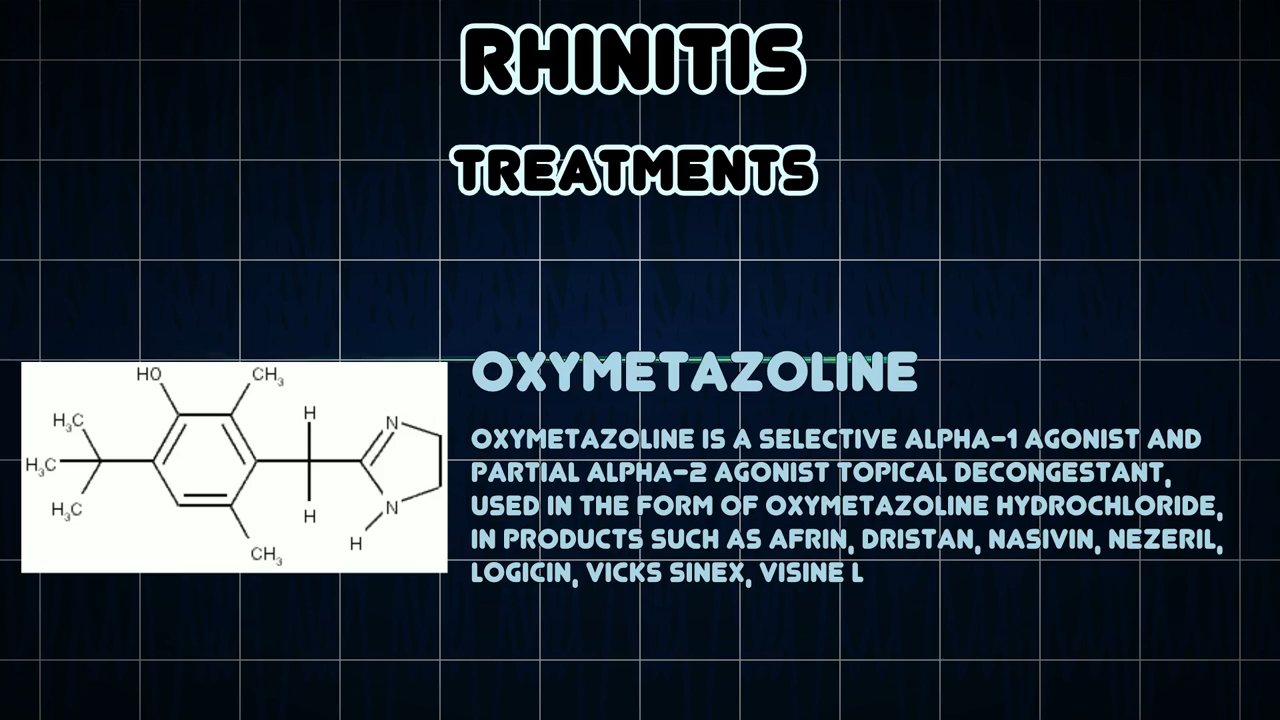 RHINITIS
TREATMENTS
OXYMETAZOLINE
OXYMETAZOLINE IS A SELECTIVE ALPHA-1 AGONIST AND
PARTIAL ALPHA-2 AGONIST TOPICAL DECONGESTANT,
USED IN THE FORM OF OXYMETAZOLINE HYDROCHLORIDE,
IN PRODUCTS SUCH AS AFRIN, DRISTAN, NASIVIN, NEZERIL,
LOGICIN, VICKS SINEX, VISINE L
HO
CH₃
H₃C
H
N
H₃C
H₃C
H
N
H
CH₃